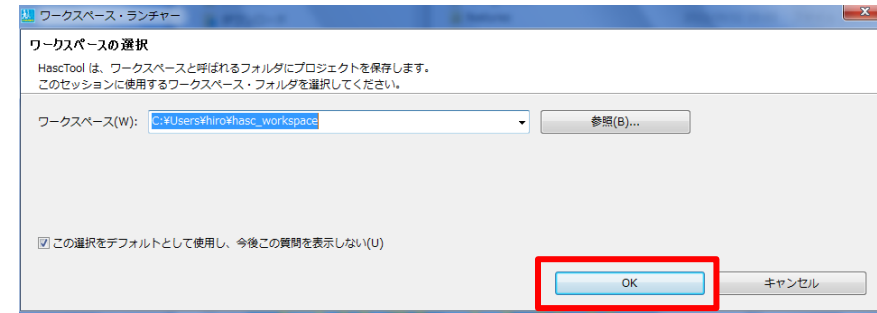 ワークスペース・ランチャー
ワークスペースの選択
HascTool は、ワークスペースと呼ばれるフォルダにプロジェクトを保存します。
このセッションに使用するワークスペース・フォルダを選択してください。
ワークスペース(W): C:¥Users¥hiro¥hasc_workspace 参照(B)...
この選択をデフォルトとして使用し、今後この質問を表示しない(U)
OK キャンセル